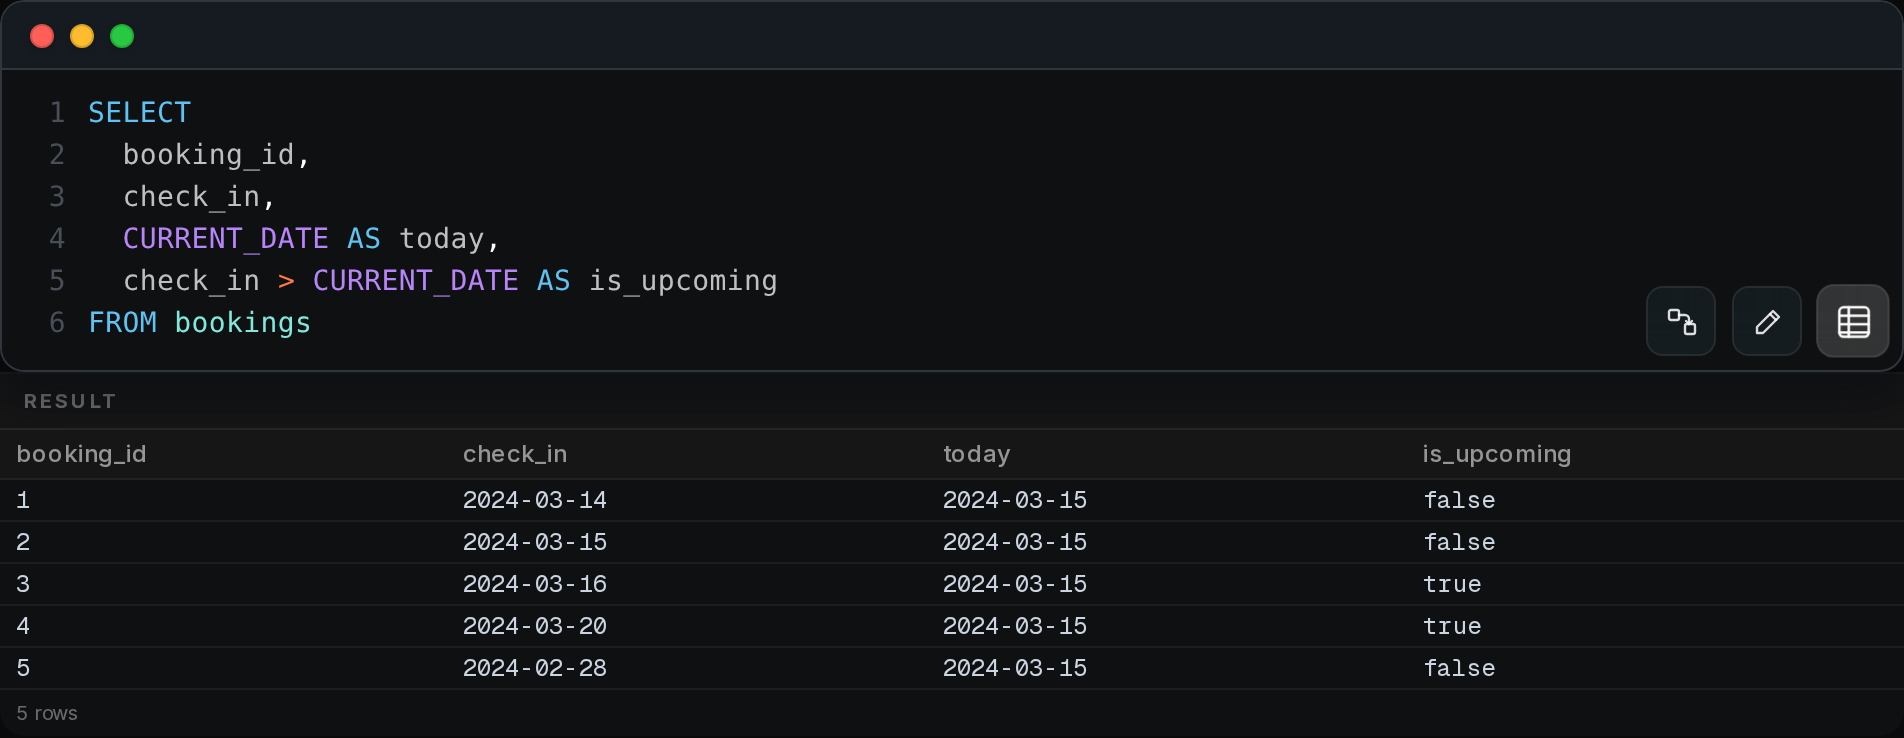 1 SELECT
2   booking_id,
3   check_in,
4   CURRENT_DATE AS today,
5   check_in > CURRENT_DATE AS is_upcoming
6 FROM bookings
RESULT
booking_id check_in today is_upcoming
1 2024-03-14 2024-03-15 false
2 2024-03-15 2024-03-15 false
3 2024-03-16 2024-03-15 true
4 2024-03-20 2024-03-15 true
5 2024-02-28 2024-03-15 false
5 rows